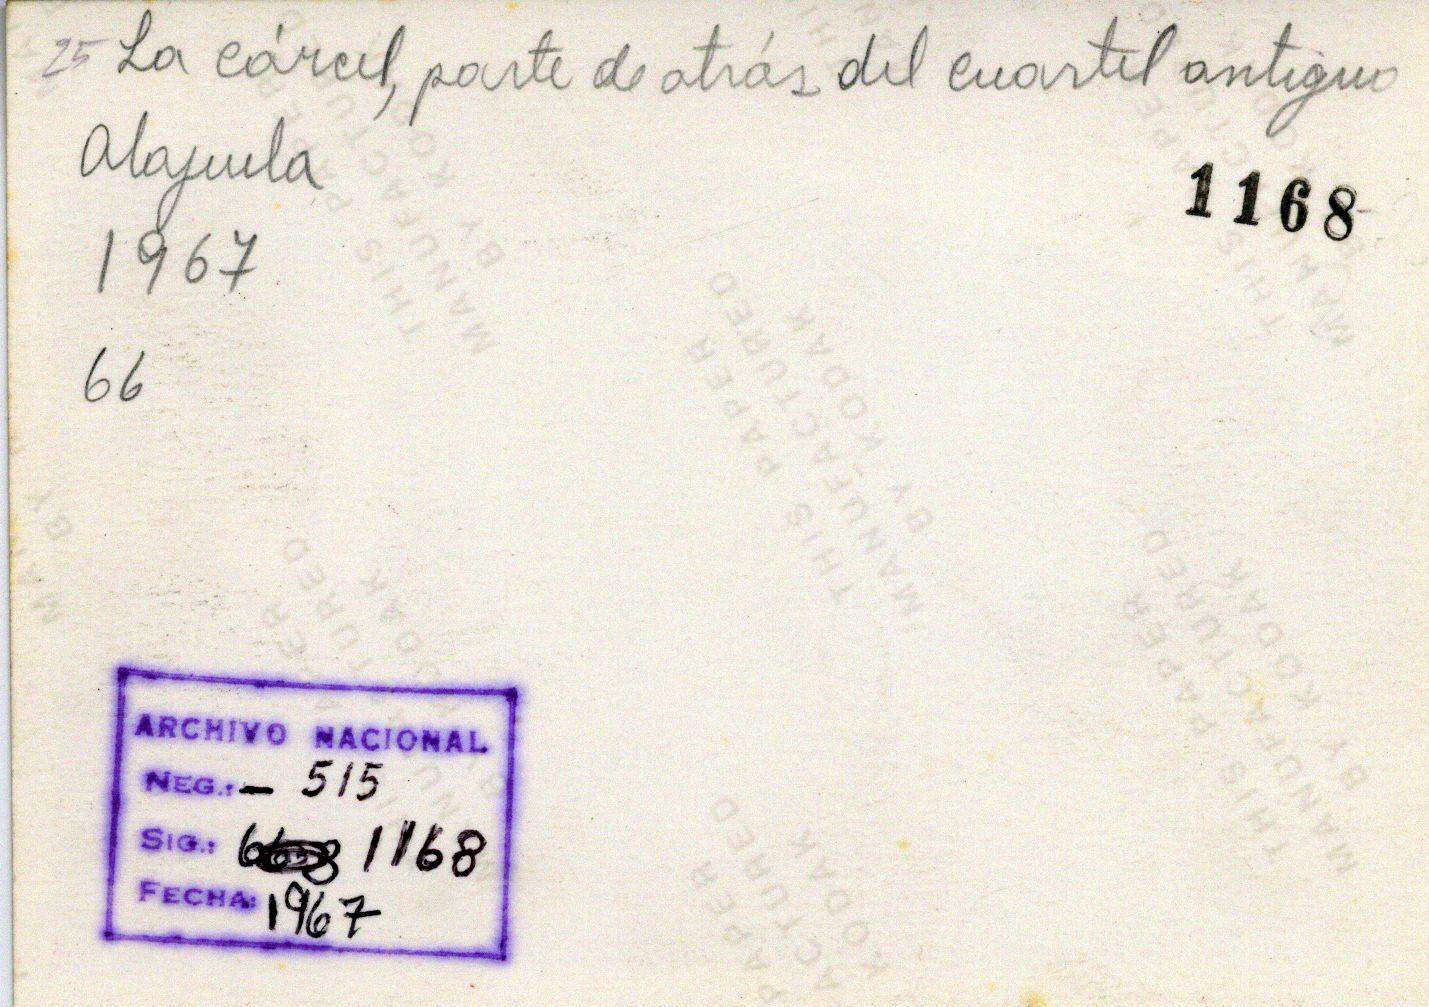 25 La cárcel, parte de atrás del cuartel antiguo
Alajuela
1168
1967
66
THIS PAPER
MANUFACTURED
BY KODAK
ARCHIVO NACIONAL
NEG.: - 515
SIG.: 1168
FECHA: 1967